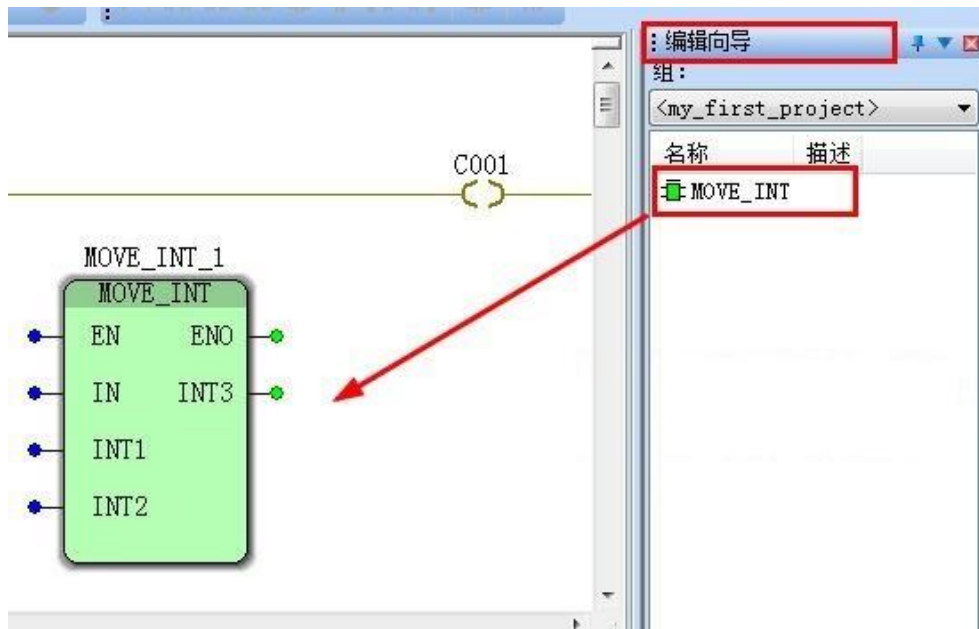 编辑向导
组：
<my_first_project>
名称 描述
MOVE_INT
C001
MOVE_INT_1
MOVE_INT
EN ENO
IN INT3
INT1
INT2